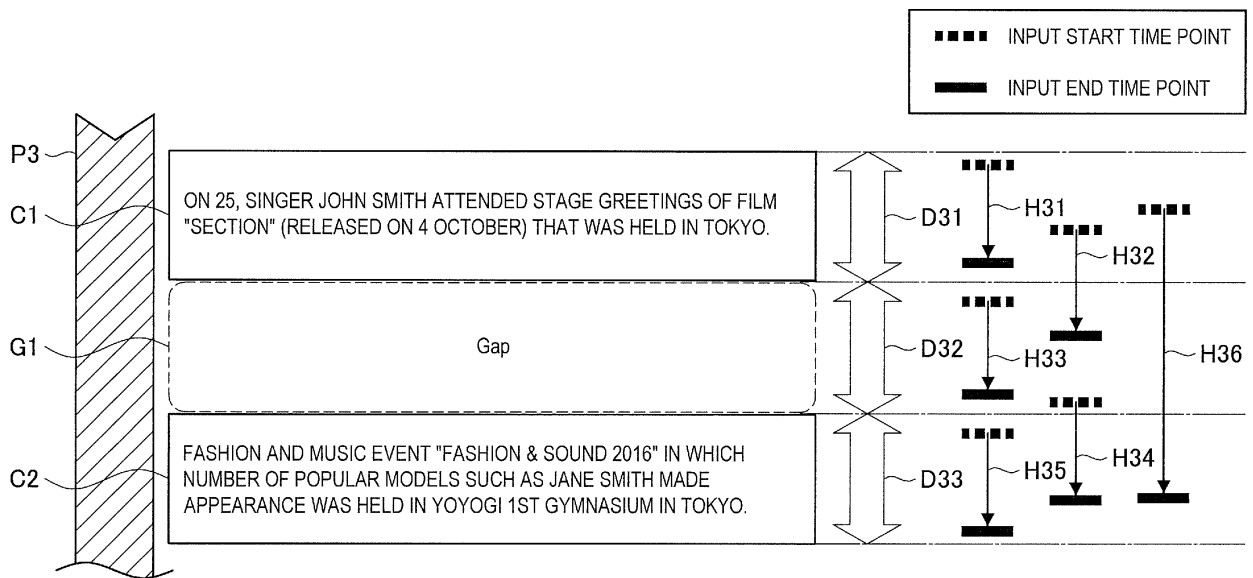 INPUT START TIME POINT
INPUT END TIME POINT
P3
C1
ON 25, SINGER JOHN SMITH ATTENDED STAGE GREETINGS OF FILM
"SECTION" (RELEASED ON 4 OCTOBER) THAT WAS HELD IN TOKYO.
D31
H31
H32
G1
Gap
D32
H33
H36
C2
FASHION AND MUSIC EVENT "FASHION & SOUND 2016" IN WHICH
NUMBER OF POPULAR MODELS SUCH AS JANE SMITH MADE
APPEARANCE WAS HELD IN YOYOGI 1ST GYMNASIUM IN TOKYO.
D33
H35
H34